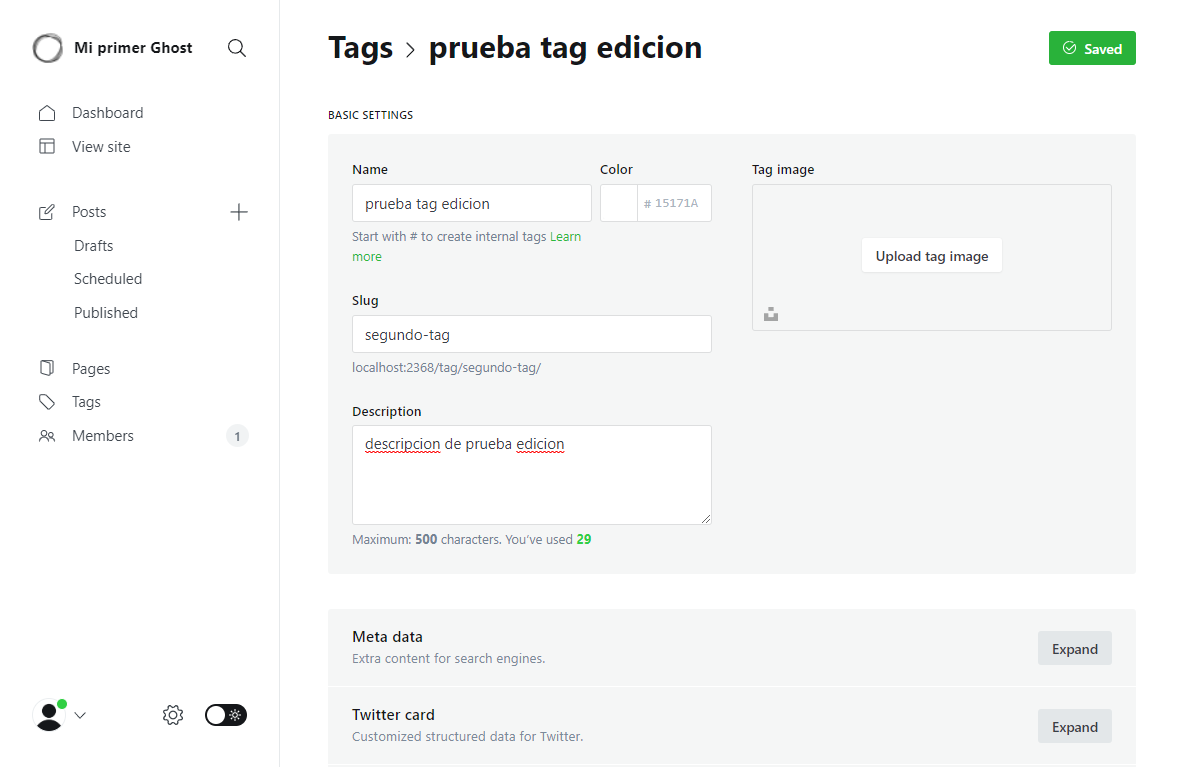 Mi primer Ghost
Dashboard
View site
Posts
Drafts
Scheduled
Published
Pages
Tags
Members
1
Tags > prueba tag edicion
Saved
BASIC SETTINGS
Name
prueba tag edicion
Start with # to create internal tags Learn
more
Color
# 15171A
Slug
segundo-tag
localhost:2368/tag/segundo-tag/
Description
descripcion de prueba edicion
Maximum: 500 characters. You’ve used 29
Tag image
Upload tag image
Meta data
Extra content for search engines.
Expand
Twitter card
Customized structured data for Twitter.
Expand